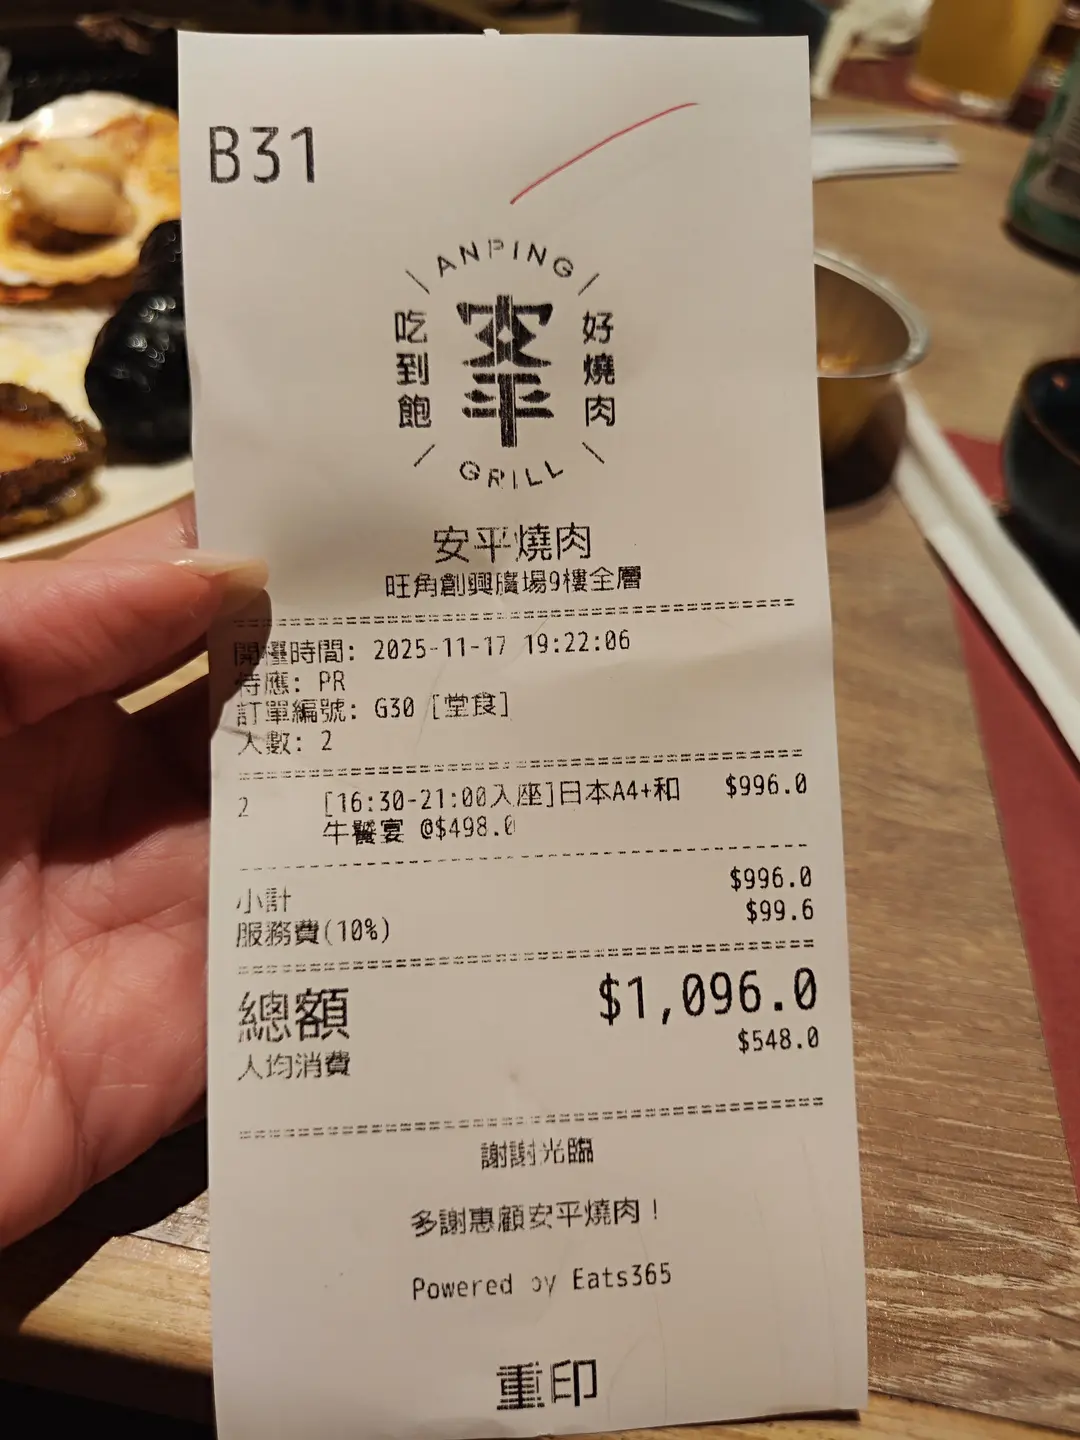 B31
ANPING
吃到飽
安平
好燒肉
GRILL
安平燒肉
旺角創興廣場9樓全層
開檯時間: 2025-11-17 19:22:06
侍應: PR
訂單編號: G30 [堂食]
人數: 2
2 [16:30-21:00入座]日本A4+和 $996.0
牛饗宴 @$498.0
小計 $996.0
服務費(10%) $99.6
總額 $1,096.0
人均消費 $548.0
謝謝光臨
多謝惠顧安平燒肉!
Powered by Eats365
重印